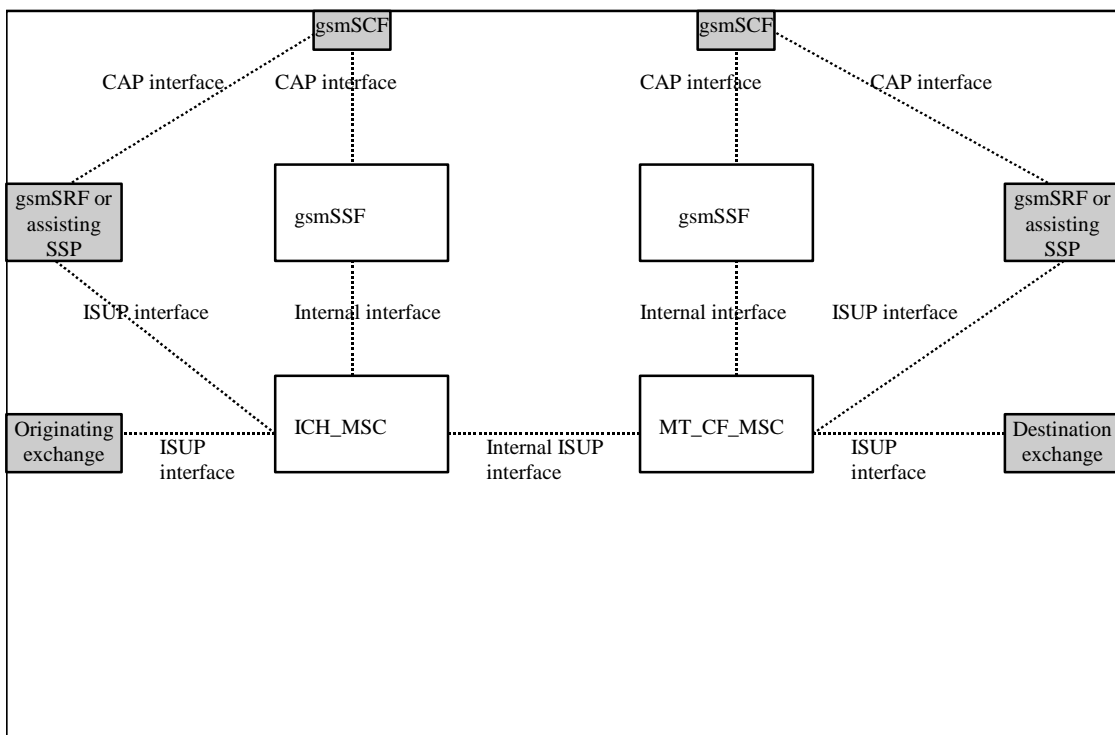 gsmSCF
gsmSCF
CAP interface
CAP interface
CAP interface
CAP interface
gsmSRF or
assisting
SSP
gsmSSF
gsmSSF
gsmSRF or
assisting
SSP
ISUP interface
Internal interface
Internal interface
ISUP interface
Originating
exchange
ISUP
interface
ICH_MSC
Internal ISUP
interface
MT_CF_MSC
ISUP
interface
Destination
exchange